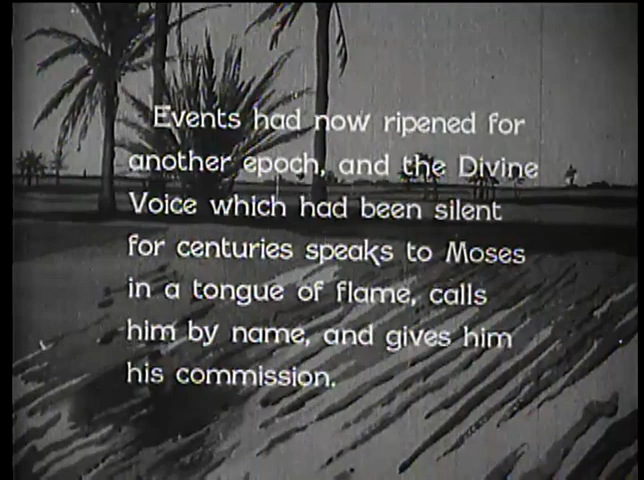 Events had now ripened for
another epoch, and the Divine
Voice which had been silent
for centuries speaks to Moses
in a tongue of flame, calls
him by name, and gives him
his commission.